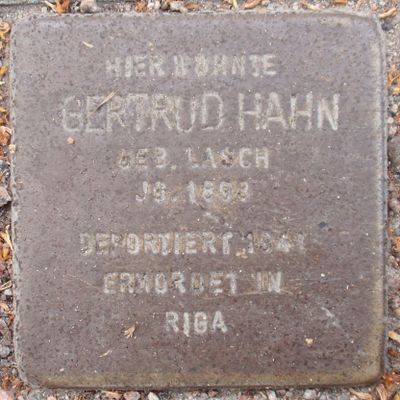 HIER WOHNTE
GERTRUD HAHN
GEB. LASCH
JG. 1898
DEPORTIERT 1941
ERMORDET IN
RIGA